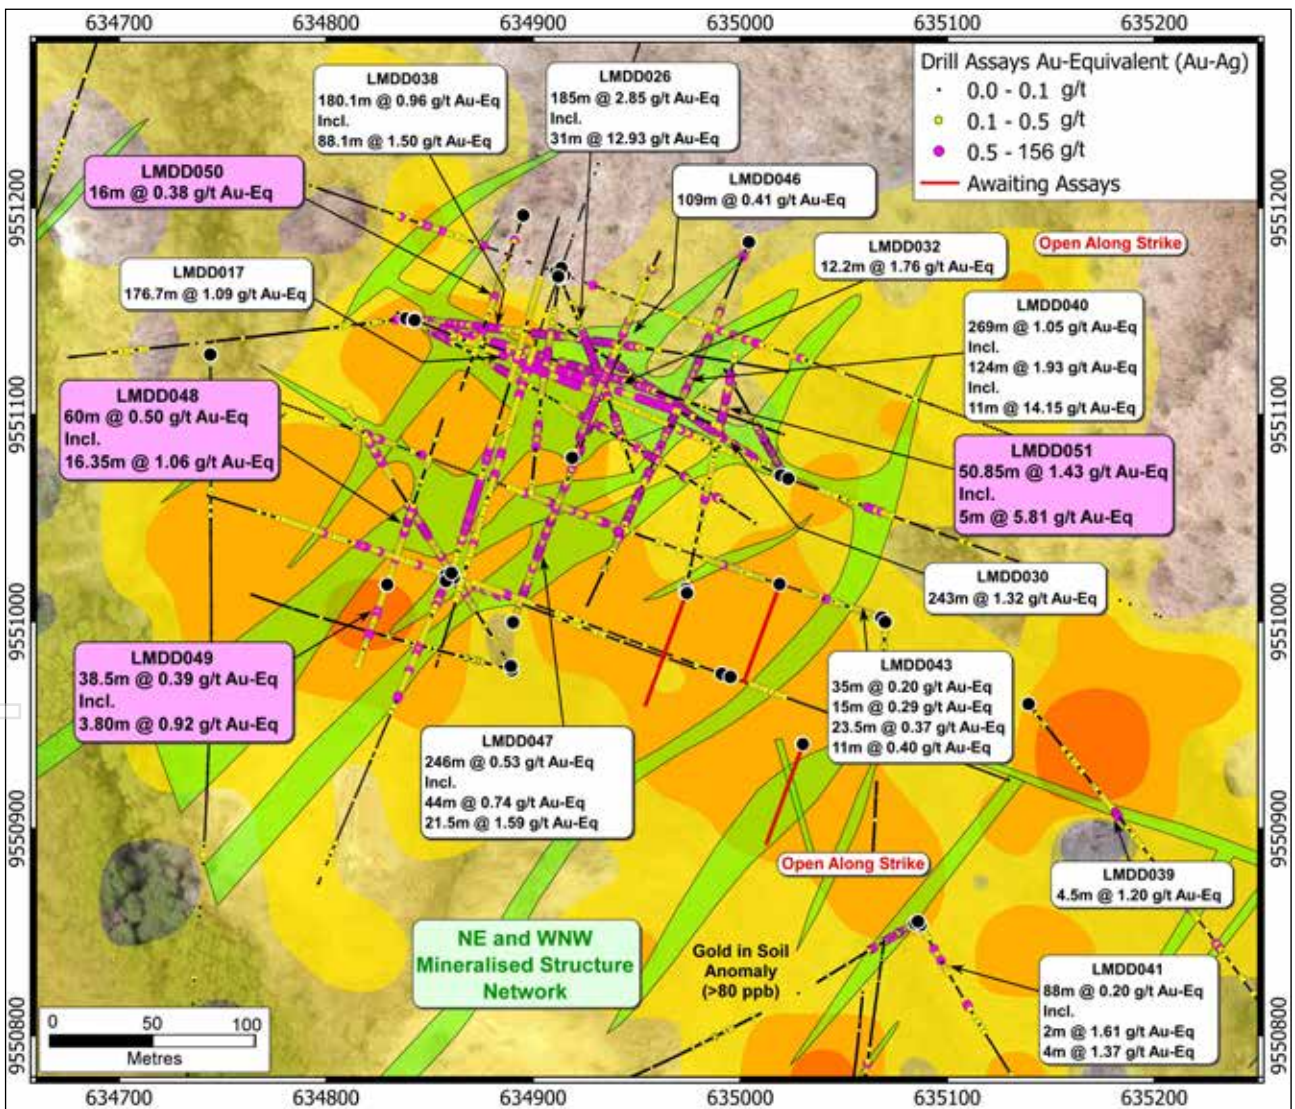 634700 634800 634900 635000 635100 635200
Drill Assays Au-Equivalent (Au-Ag)
0.0 - 0.1 g/t
0.1 - 0.5 g/t
0.5 - 156 g/t
Awaiting Assays
LMDD038
180.1m @ 0.96 g/t Au-Eq
Incl.
88.1m @ 1.50 g/t Au-Eq
LMDD026
185m @ 2.85 g/t Au-Eq
Incl.
31m @ 12.93 g/t Au-Eq
LMDD050
16m @ 0.38 g/t Au-Eq
LMDD046
109m @ 0.41 g/t Au-Eq
9551200
9551200
Open Along Strike
LMDD032
12.2m @ 1.76 g/t Au-Eq
LMDD017
176.7m @ 1.09 g/t Au-Eq
LMDD040
269m @ 1.05 g/t Au-Eq
Incl.
124m @ 1.93 g/t Au-Eq
Incl.
11m @ 14.15 g/t Au-Eq
9551100
9551100
LMDD048
60m @ 0.50 g/t Au-Eq
Incl.
16.35m @ 1.06 g/t Au-Eq
LMDD051
50.85m @ 1.43 g/t Au-Eq
Incl.
5m @ 5.81 g/t Au-Eq
LMDD030
243m @ 1.32 g/t Au-Eq
9551000
9551000
LMDD049
38.5m @ 0.39 g/t Au-Eq
Incl.
3.80m @ 0.92 g/t Au-Eq
LMDD043
35m @ 0.20 g/t Au-Eq
15m @ 0.29 g/t Au-Eq
23.5m @ 0.37 g/t Au-Eq
11m @ 0.40 g/t Au-Eq
LMDD047
246m @ 0.53 g/t Au-Eq
Incl.
44m @ 0.74 g/t Au-Eq
21.5m @ 1.59 g/t Au-Eq
9550900
9550900
Open Along Strike
LMDD039
4.5m @ 1.20 g/t Au-Eq
NE and WNW
Mineralised Structure
Network
Gold in Soil
Anomaly
(>80 ppb)
LMDD041
88m @ 0.20 g/t Au-Eq
Incl.
2m @ 1.61 g/t Au-Eq
4m @ 1.37 g/t Au-Eq
9550800
9550800
0 50 100
Metres
634700 634800 634900 635000 635100 635200